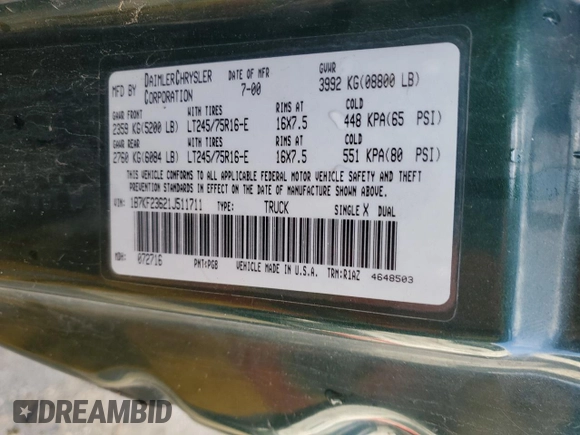 MFD BY DAIMLERCHRYSLER CORPORATION DATE OF MFR 7-00 GVWR 3992 KG(08800 LB)
GAWR FRONT WITH TIRES RIMS AT COLD
2359 KG(5200 LB) LT245/75R16-E 16X7.5 448 KPA(65 PSI)
GAWR REAR WITH TIRES RIMS AT COLD
2760 KG(6084 LB) LT245/75R16-E 16X7.5 551 KPA(80 PSI)
THIS VEHICLE CONFORMS TO ALL APPLICABLE FEDERAL MOTOR VEHICLE SAFETY AND THEFT
PREVENTION STANDARDS IN EFFECT ON THE DATE OF MANUFACTURE SHOWN ABOVE.
VIN: 1B7KF23621J511711 TYPE: TRUCK SINGLE X DUAL
MDH: 072716 PNT:PGB VEHICLE MADE IN U.S.A. TRM:R1AZ 4648503
DREAMBID